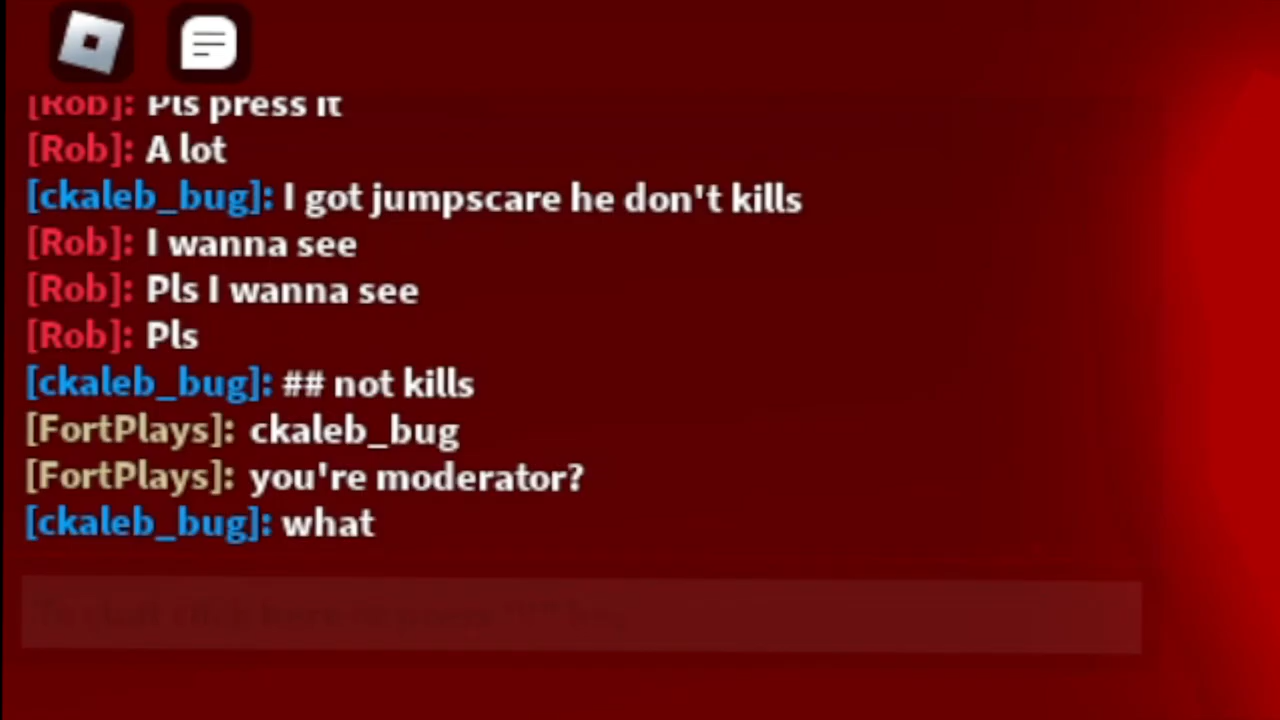 [Rob]: Pls press it
[Rob]: A lot
[ckaleb_bug]: I got jumpscare he don't kills
[Rob]: I wanna see
[Rob]: Pls I wanna see
[Rob]: Pls
[ckaleb_bug]: ## not kills
[FortPlays]: ckaleb_bug
[FortPlays]: you're moderator?
[ckaleb_bug]: what